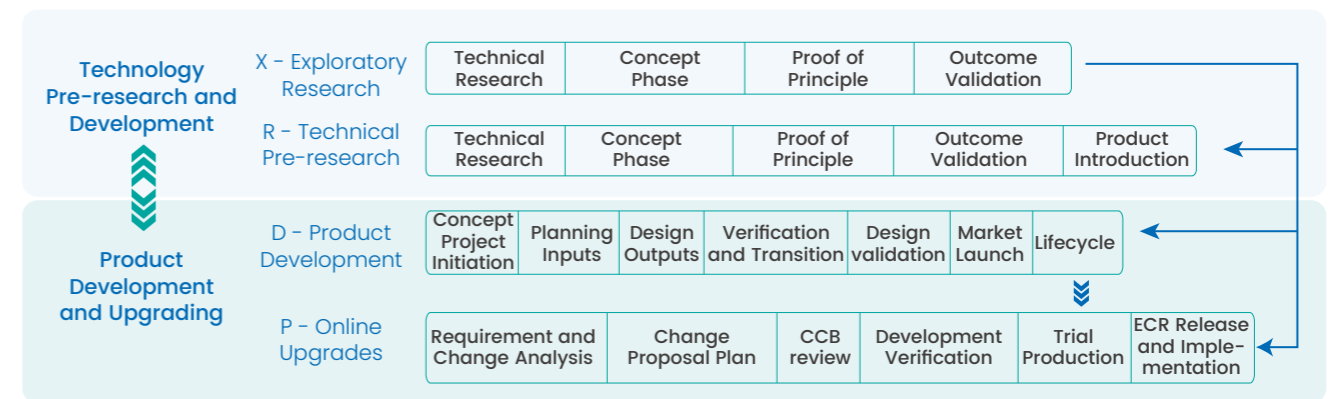 Technology
Pre-research and
Development
X - Exploratory
Research
Technical
Research
Concept
Phase
Proof of
Principle
Outcome
Validation
R - Technical
Pre-research
Technical
Research
Concept
Phase
Proof of
Principle
Outcome
Validation
Product
Introduction
Product
Development
and Upgrading
D - Product
Development
Concept
Project
Initiation
Planning
Inputs
Design
Outputs
Verification
and Transition
Design
validation
Market
Launch
Lifecycle
P - Online
Upgrades
Requirement and
Change Analysis
Change
Proposal Plan
CCB
review
Development
Verification
Trial
Production
ECR Release
and Imple-
mentation